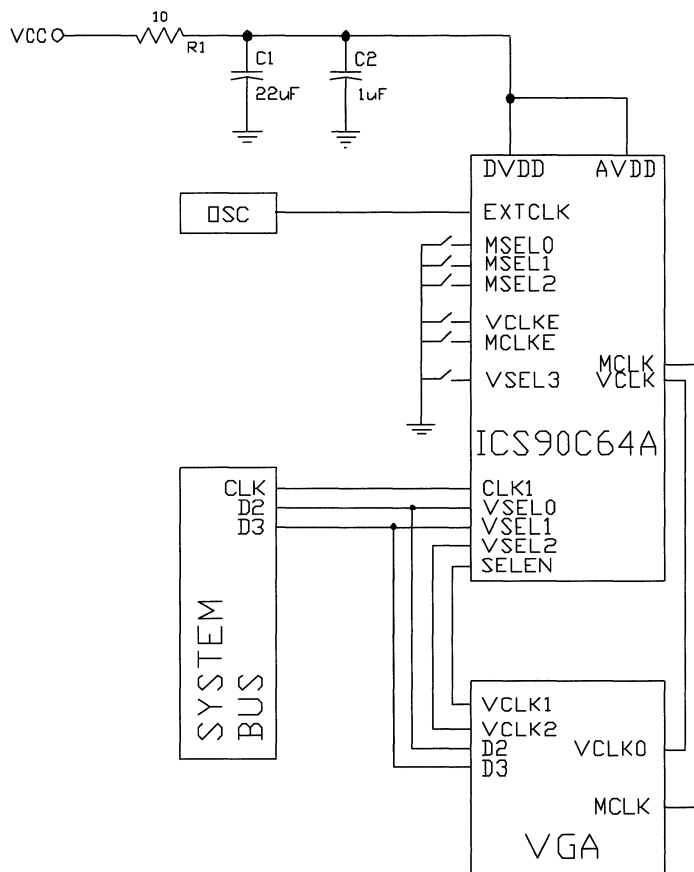 10
VCC
R1
C1
22uF
C2
1uF
DVDD AVDD
OSC
EXTCLK
MSEL0
MSEL1
MSEL2
VCLKE
MCLKE
MCLK
VSEL3
VCLK
ICS90C64A
CLK
D2
D3
CLK1
VSEL0
VSEL1
VSEL2
SELEN
SYSTEM
BUS
VCLK1
VCLK2
D2
D3
VCLK0
MCLK
VGA